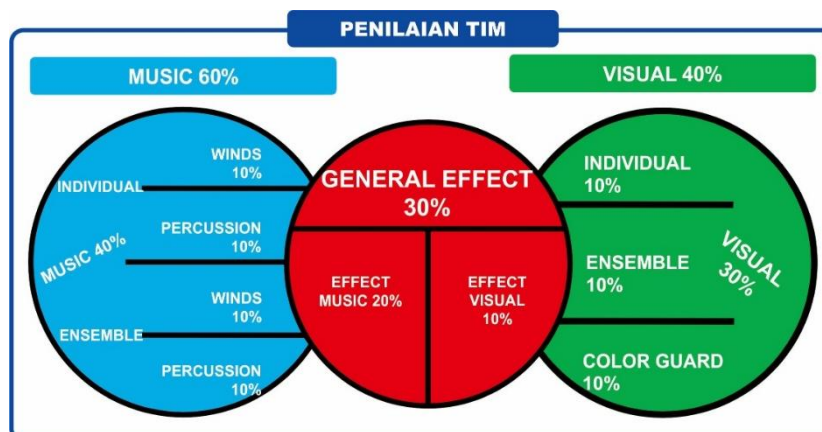 PENILAIAN TIM
MUSIC 60%
VISUAL 40%
WINDS
10%
INDIVIDUAL
PERCUSSION
10%
MUSIC 40%
WINDS
10%
ENSEMBLE
PERCUSSION
10%
GENERAL EFFECT
30%
EFFECT
MUSIC 20%
EFFECT
VISUAL
10%
INDIVIDUAL
10%
ENSEMBLE
10%
COLOR GUARD
10%
VISUAL
30%